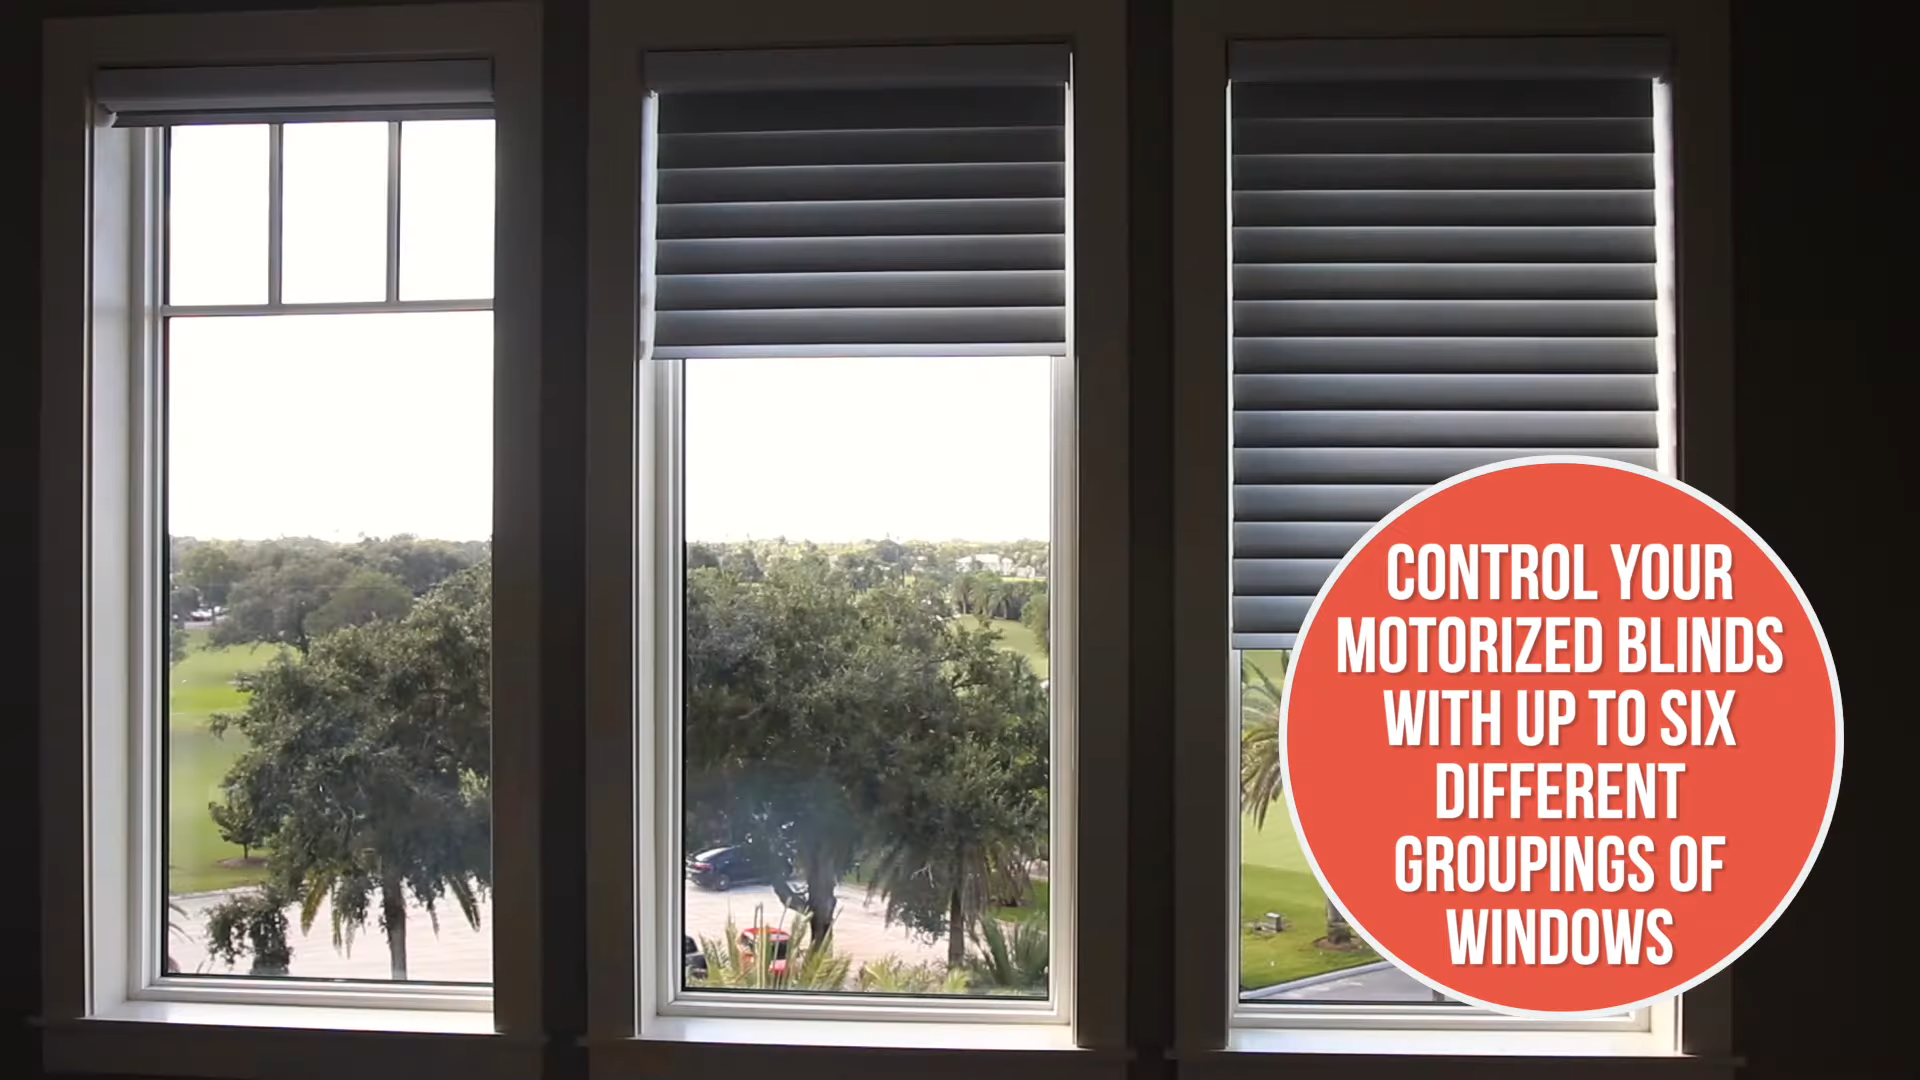 CONTROL YOUR
MOTORIZED BLINDS
WITH UP TO SIX
DIFFERENT
GROUPINGS OF
WINDOWS